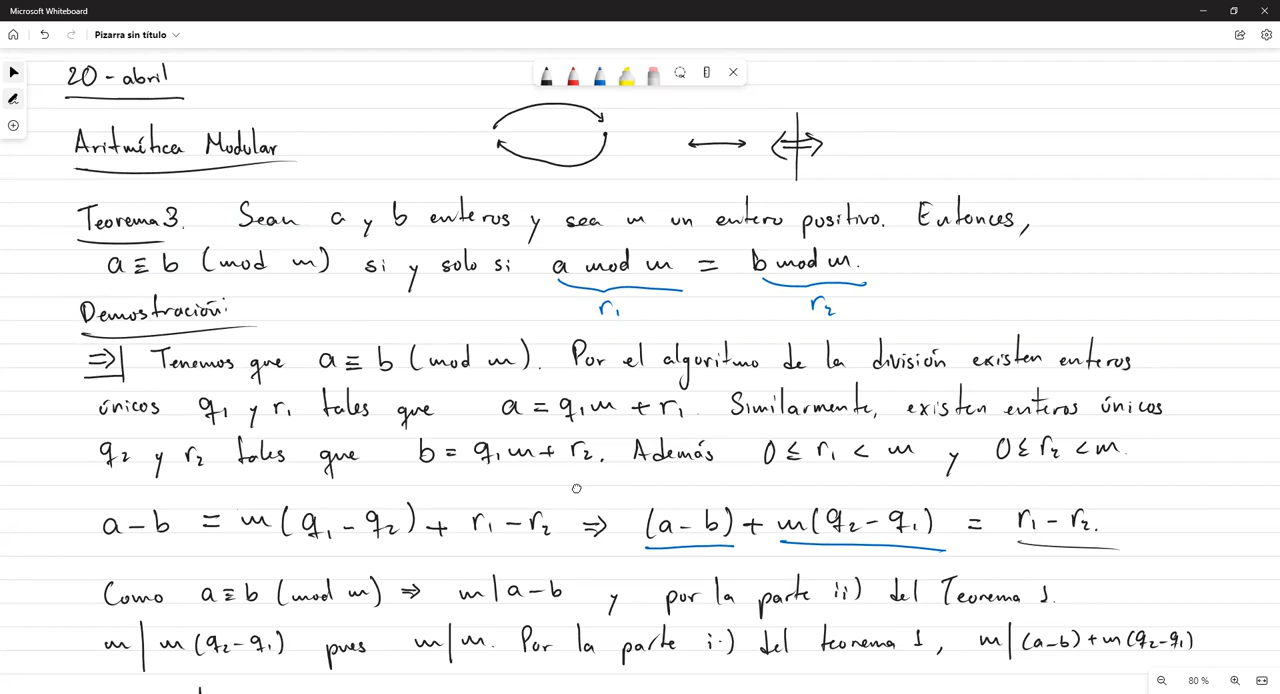 Microsoft Whiteboard
Pizarra sin título
20 - abril
Aritmética Modular
Teorema 3. Sean a y b enteros y sea m un entero positivo. Entonces,
a ≡ b (mod m) si y solo si a mod m = b mod m.
r₁ r₂
Demostración:
⇒| Tenemos que a ≡ b (mod m). Por el algoritmo de la división existen enteros
únicos q₁ y r₁ tales que a = q₁m + r₁. Similarmente, existen enteros únicos
q₂ y r₂ tales que b = q₁m + r₂. Además 0 ≤ r₁ < m y 0 ≤ r₂ < m.
a - b = m(q₁ - q₂) + r₁ - r₂ ⇒ (a - b) + m(q₂ - q₁) = r₁ - r₂.
Como a ≡ b (mod m) ⇒ m | a - b y por la parte ii) del Teorema 1.
m | m(q₂ - q₁) pues m | m. Por la parte i.) del teorema 1, m | (a-b) + m(q₂-q₁)
80 %